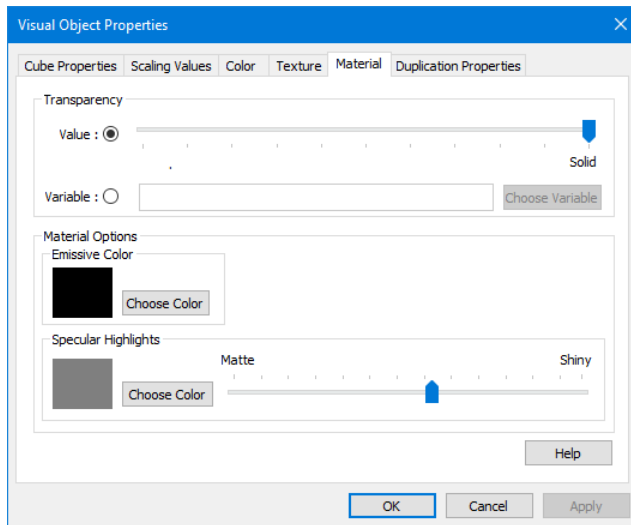 Visual Object Properties
Cube Properties Scaling Values Color Texture Material Duplication Properties
Transparency
Value :
Solid
Variable : Choose Variable
Material Options
Emissive Color
Choose Color
Specular Highlights
Matte Shiny
Choose Color
Help
OK Cancel Apply